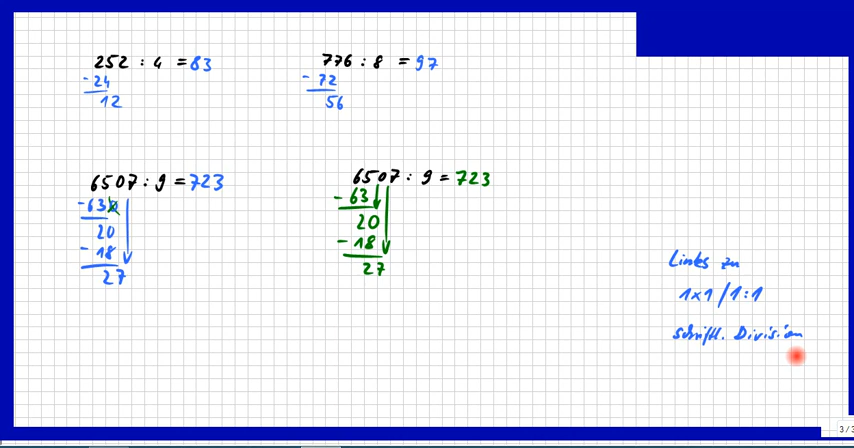 252 : 4 = 83
- 24
12
776 : 8 = 97
- 72
56
6507 : 9 = 723
- 63
20
- 18
27
6507 : 9 = 723
- 63
20
- 18
27
Links zu
1x1 / 1:1
schriftl. Division
3 / 3